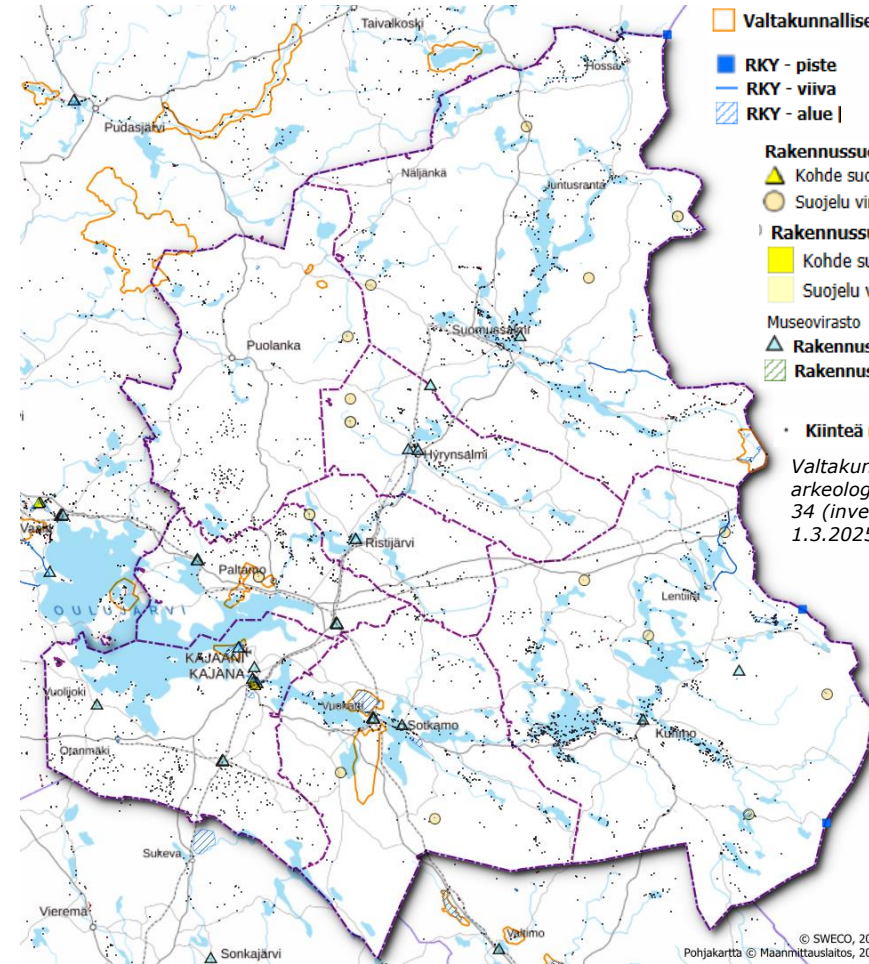 Taivalkoski
Hossa
Pudasjärvi
Näljänkä
Juntusranta
Suomussalmi
Puolanka
Hyrynsalmi
Ristijärvi
Vaala
Paltamo
OULUJÄRVI
Lentiira
KAJAANI
KAJANA
Vuolijoki
Vuokatti
Sotkamo
Kuhmo
Otanmäki
Sukeva
Vieremä
Valtimo
Sonkajärvi
Valtakunnallise
RKY - piste
RKY - viiva
RKY - alue |
Rakennussuo
Kohde suo
Suojelu vir
Rakennussu
Kohde su
Suojelu v
Museovirasto
Rakennus
Rakennus
Kiinteä
Valtakun
arkeolog
34 (inve
1.3.2025
© SWECO, 20
Pohjakartta © Maanmittauslaitos, 20